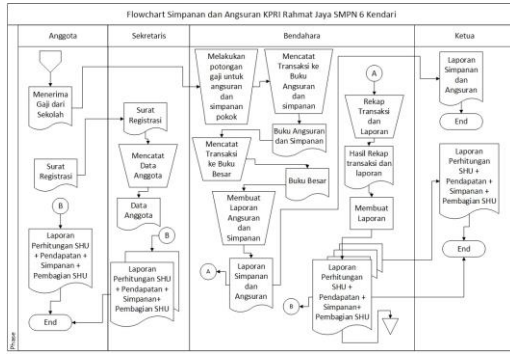 Flowchart Simpanan dan Angsuran KPRI Rahmat Jaya SMPN 6 Kendari
Anggota
Sekretaris
Bendahara
Ketua
Menerima
Gaji dari
Sekolah
Surat
Registrasi
B
Laporan
Perhitungan SHU
+ Pendapatan +
Simpanan +
Pembagian SHU
End
Surat
Registrasi
Mencatat
Data
Anggota
Data
Anggota
B
Laporan
Perhitungan SHU
+ Pendapatan +
Simpanan+
Pembagian SHU
Melakukan
potongan
gaji untuk
angsuran
dan
simpanan
pokok
Mencatat
Transaksi ke
Buku
Angsuran
dan
simpanan
Buku Angsuran
dan Simpanan
Mencatat
Transaksi
ke Buku
Besar
Buku Besar
Membuat
Laporan
Angsuran
dan
Simpanan
A
Laporan
Simpanan
dan
Angsuran
A
Rekap
Transaksi
dan
Laporan
Hasil Rekap
transaksi dan
laporan
Membuat
Laporan
B
Laporan
Perhitungan
SHU +
Pendapatan +
Simpanan+
Pembagian SHU
Laporan
Simpanan
dan
Angsuran
End
Laporan
Perhitungan
SHU +
Pendapatan +
Simpanan +
Pembagian
SHU
End
Phase